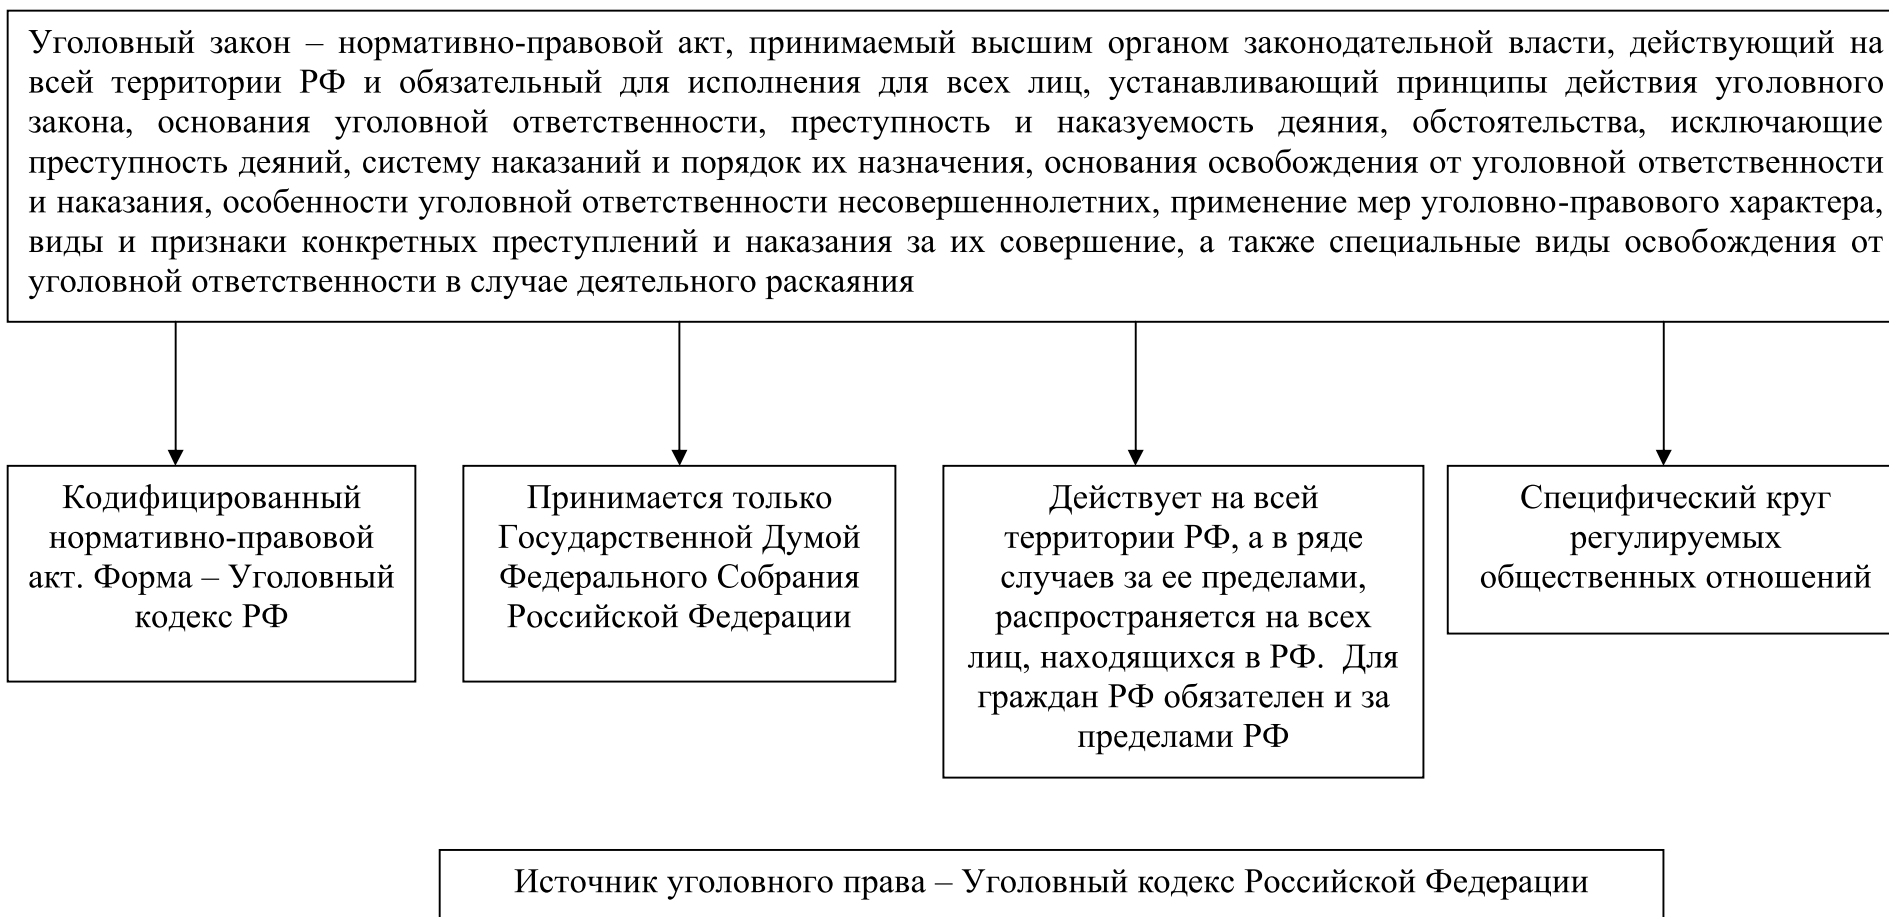 Уголовный закон – нормативно-правовой акт, принимаемый высшим органом законодательной власти, действующий на
всей территории РФ и обязательный для исполнения для всех лиц, устанавливающий принципы действия уголовного
закона, основания уголовной ответственности, преступность и наказуемость деяния, обстоятельства, исключающие
преступность деяний, систему наказаний и порядок их назначения, основания освобождения от уголовной ответственности
и наказания, особенности уголовной ответственности несовершеннолетних, применение мер уголовно-правового характера,
виды и признаки конкретных преступлений и наказания за их совершение, а также специальные виды освобождения от
уголовной ответственности в случае деятельного раскаяния
Кодифицированный
нормативно-правовой
акт. Форма – Уголовный
кодекс РФ
Принимается только
Государственной Думой
Федерального Собрания
Российской Федерации
Действует на всей
территории РФ, а в ряде
случаев за ее пределами,
распространяется на всех
лиц, находящихся в РФ. Для
граждан РФ обязателен и за
пределами РФ
Специфический круг
регулируемых
общественных отношений
Источник уголовного права – Уголовный кодекс Российской Федерации